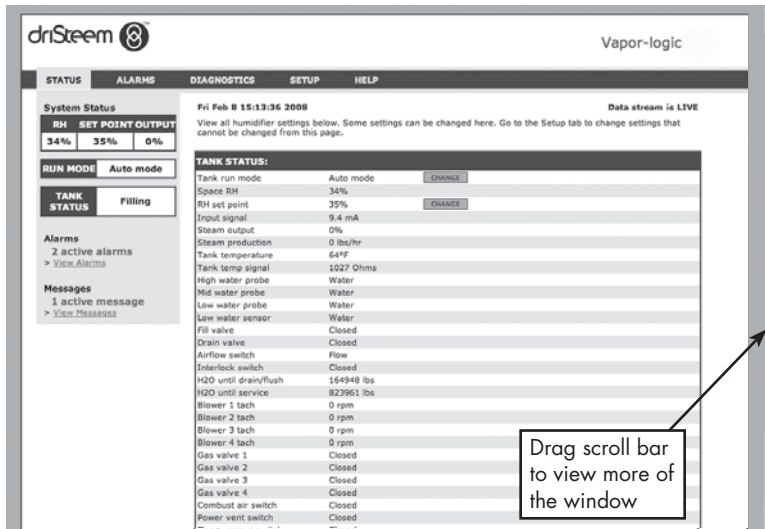 driSteem
Vapor-logic
STATUS ALARMS DIAGNOSTICS SETUP HELP
System Status
RH SET POINT OUTPUT
34% 35% 0%
RUN MODE Auto mode
TANK STATUS Filling
Alarms
2 active alarms
> View Alarms
Messages
1 active message
> View Messages
Fri Feb 8 15:13:36 2008 Data stream is LIVE
View all humidifier settings below. Some settings can be changed here. Go to the Setup tab to change settings that
cannot be changed from this page.
TANK STATUS:
Tank run mode Auto mode CHANGE
Space RH 34%
RH set point 35% CHANGE
Input signal 9.4 mA
Steam output 0%
Steam production 0 lbs/hr
Tank temperature 64°F
Tank temp signal 1027 Ohms
High water probe Water
Mid water probe Water
Low water probe Water
Low water sensor Water
Fill valve Closed
Drain valve Closed
Airflow switch Flow
Interlock switch Closed
H2O until drain/flush 164948 lbs
H2O until service 823961 lbs
Blower 1 tach 0 rpm
Blower 2 tach 0 rpm
Blower 3 tach 0 rpm
Blower 4 tach 0 rpm
Gas valve 1 Closed
Gas valve 2 Closed
Gas valve 3 Closed
Gas valve 4 Closed
Combust air switch Closed
Power vent switch Closed
Drag scroll bar
to view more of
the window